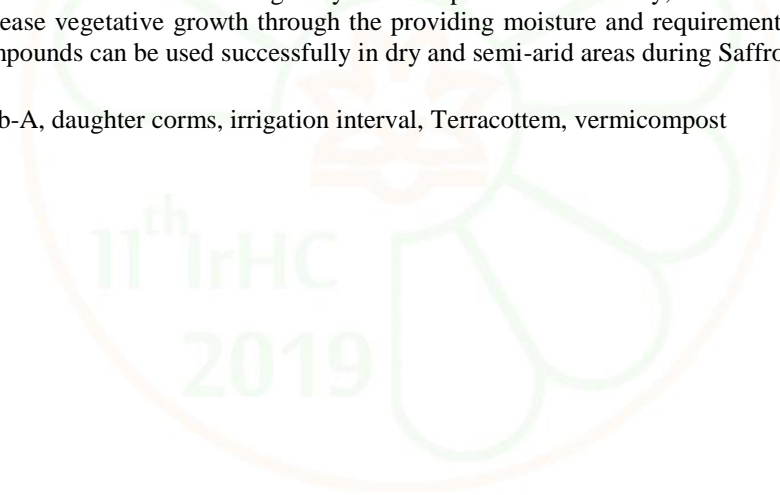 ease vegetative growth through the providing moisture and requirement
pounds can be used successfully in dry and semi-arid areas during Saffro
b-A, daughter corms, irrigation interval, Terracottem, vermicompost
11th IrHC
2019